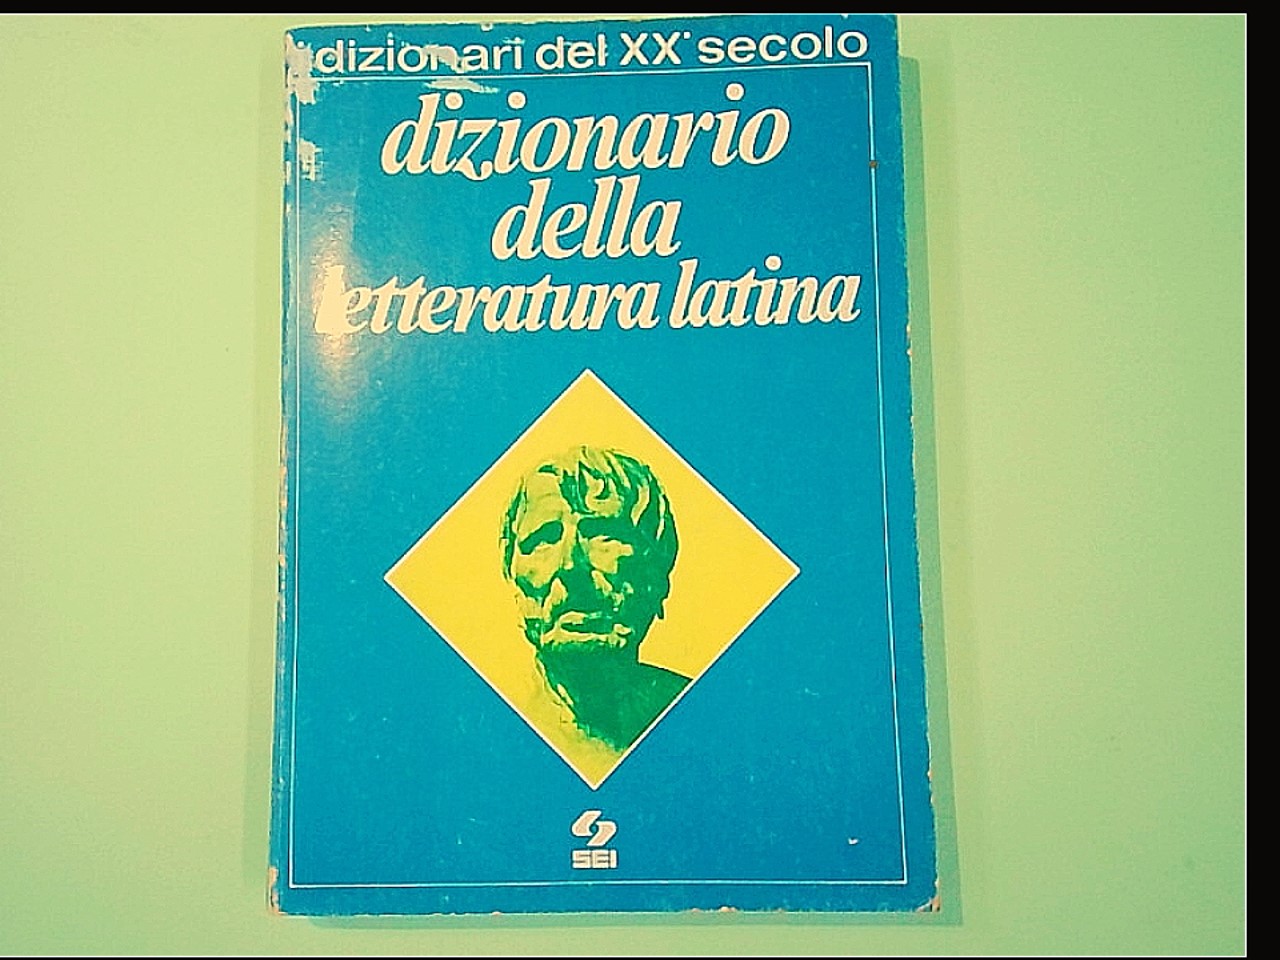 i dizionari del XX° secolo
dizionario
della
letteratura latina
SEI